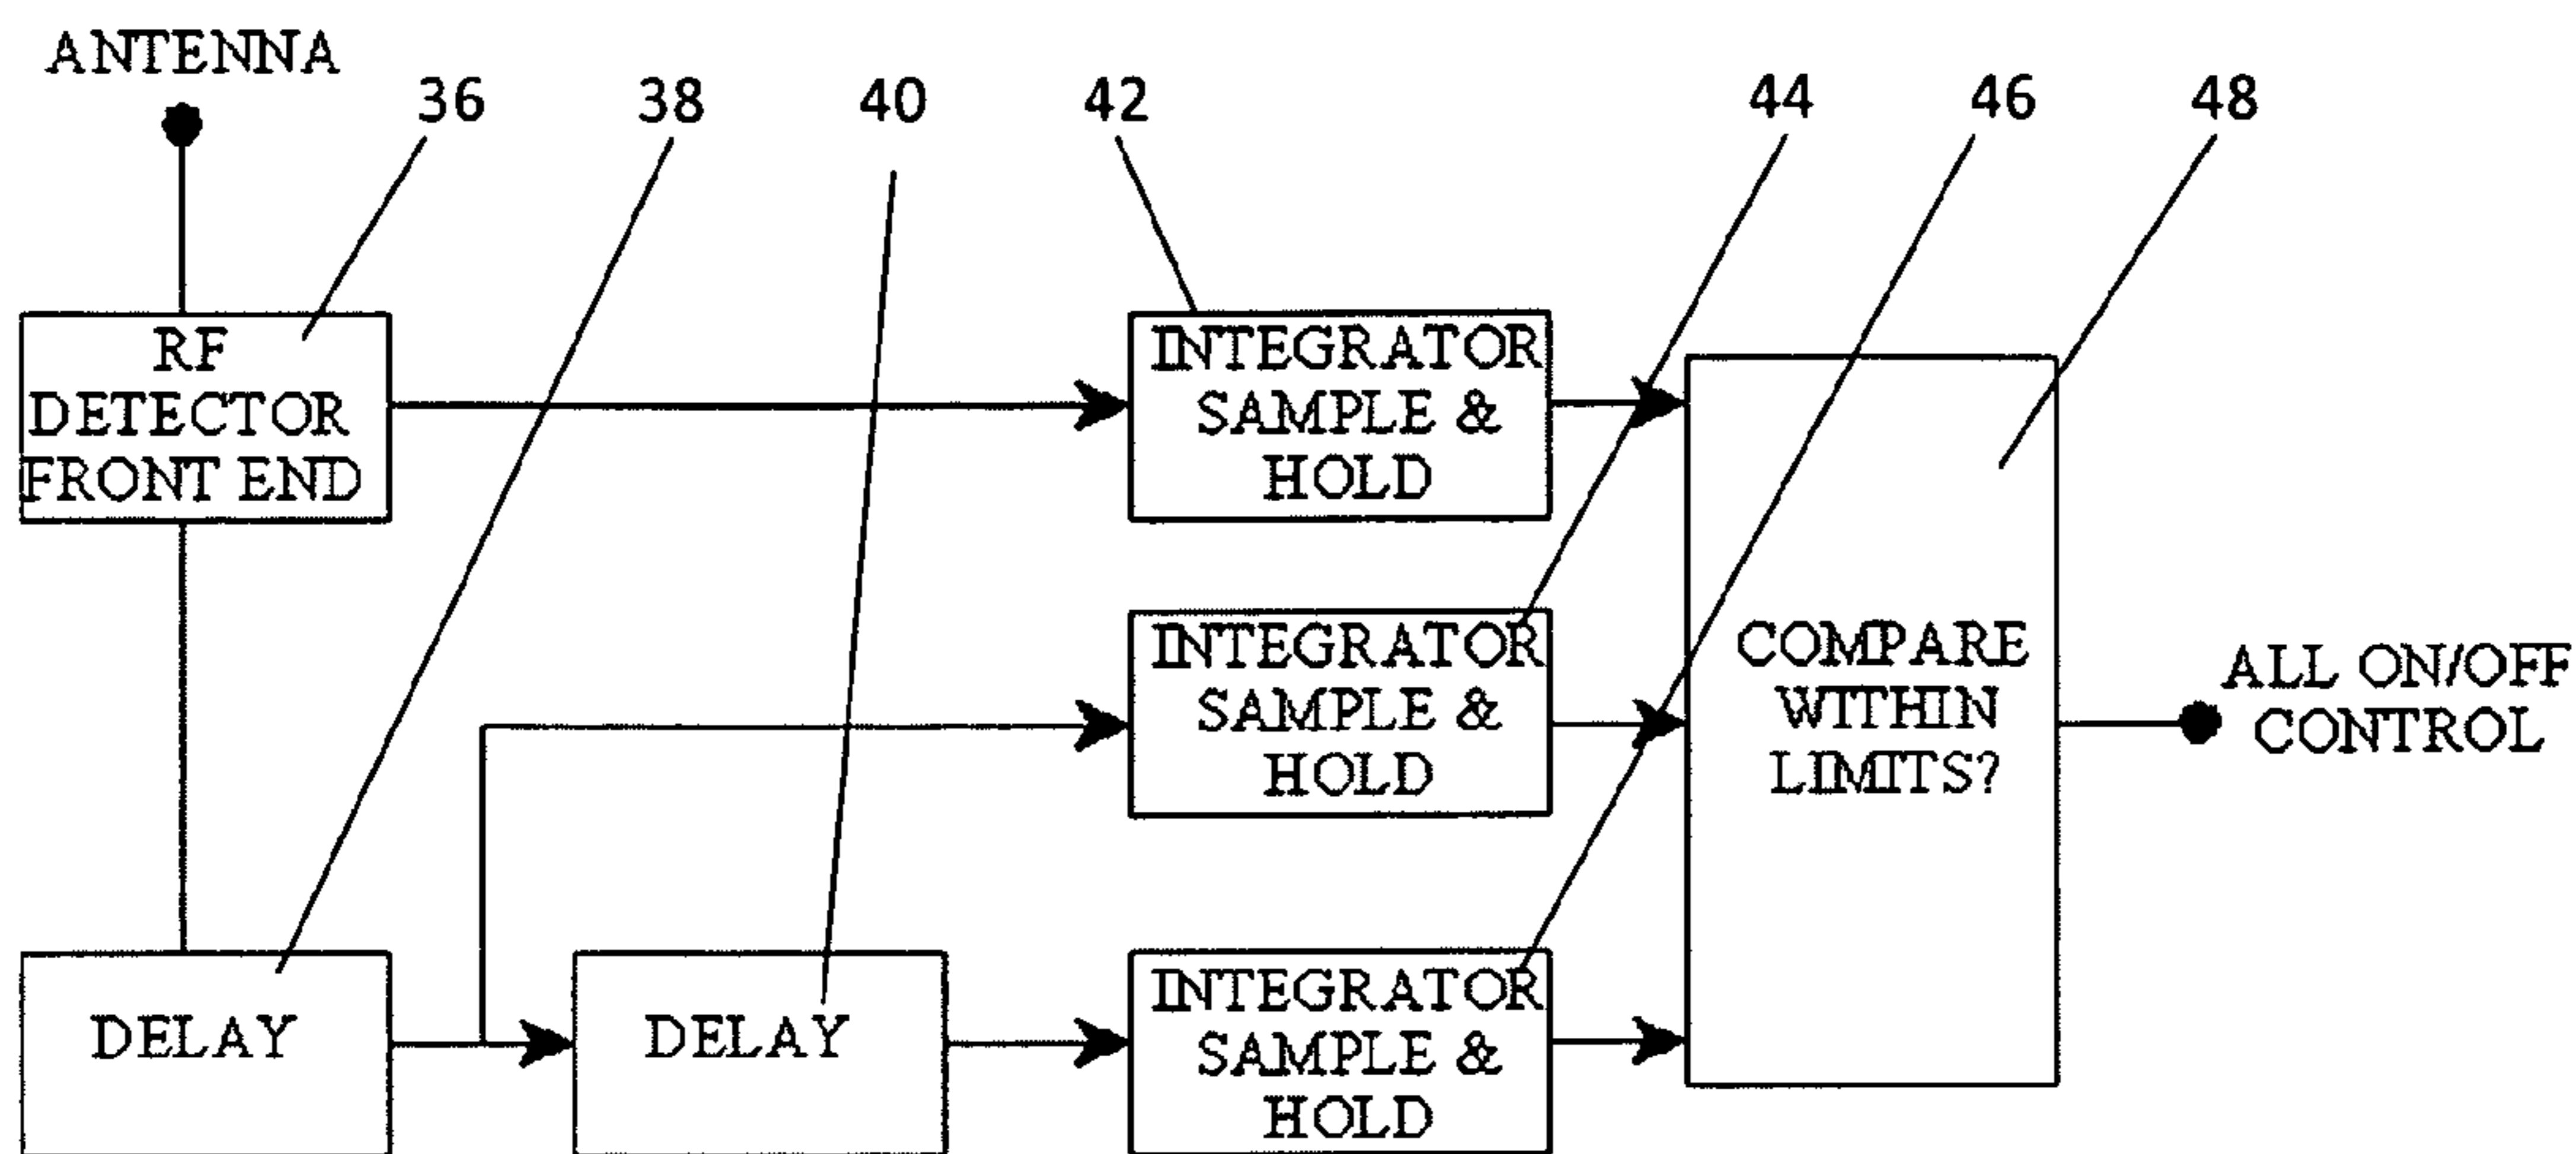 ANTENNA
36
38
40
42
44
46
48
RF
DETECTOR
FRONT END
INTEGRATOR
SAMPLE &
HOLD
INTEGRATOR
SAMPLE &
HOLD
COMPARE
WITHIN
LIMITS?
ALL ON/OFF
CONTROL
DELAY
DELAY
INTEGRATOR
SAMPLE &
HOLD